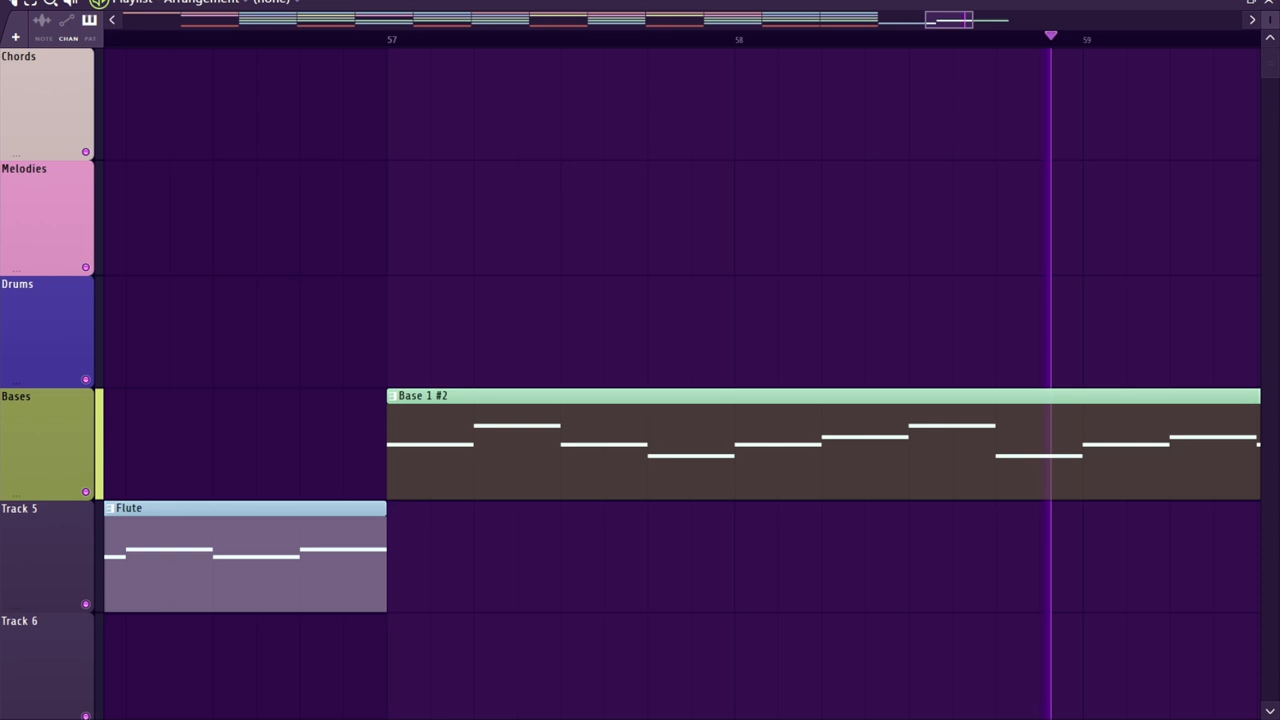 Playlist - Arrangement (none)
NOTE CHAN PAT
57 58 59
Chords
Melodies
Drums
Bases
Base 1 #2
Track 5
Flute
Track 6